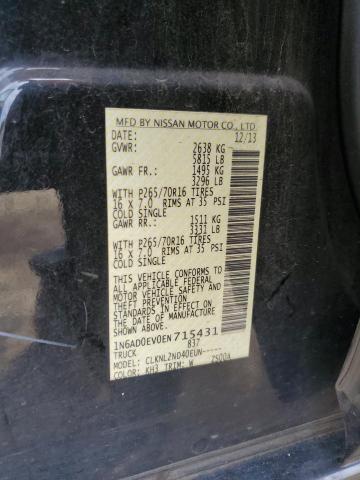 MFD BY NISSAN MOTOR CO., LTD.
DATE: 12/13
GVWR: 2638 KG
5815 LB
GAWR FR.: 1495 KG
3296 LB
WITH P265/70R16 TIRES
16 x 7.0 RIMS AT 35 PSI
COLD SINGLE
GAWR RR.: 1511 KG
3331 LB
WITH P265/70R16 TIRES
16 x 7.0 RIMS AT 35 PSI
COLD SINGLE
THIS VEHICLE CONFORMS TO
ALL APPLICABLE FEDERAL
MOTOR VEHICLE SAFETY
STANDARDS IN EFFECT ON
THE DATE OF MANUFACTURE
SHOWN ABOVE.
1N6AD0EV0EN715431
TRUCK 837
MODEL: CLKNL2ND40EUN-----
COLOR: KH3 TRIM: W 7500A